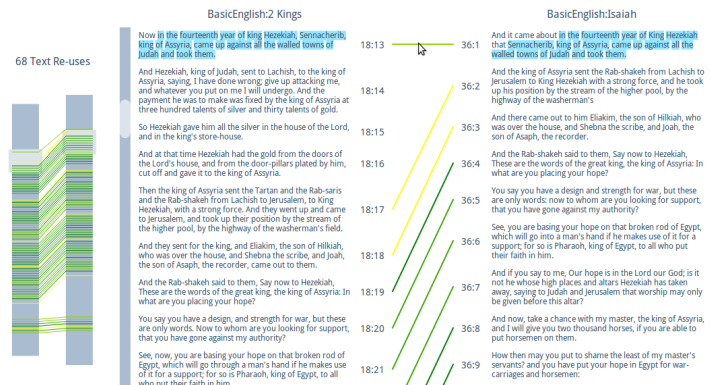 BasicEnglish:2 Kings
BasicEnglish:Isaiah
68 Text Re-uses
Now in the fourteenth year of king Hezekiah, Sennacherib,
king of Assyria, came up against all the walled towns of
Judah and took them.
And Hezekiah, king of Judah, sent to Lachish, to the king of
Assyria, saying, I have done wrong; give up attacking me,
and whatever you put on me I will undergo. And the
payment he was to make was fixed by the king of Assyria at
three hundred talents of silver and thirty talents of gold.
So Hezekiah gave him all the silver in the house of the Lord,
and in the king's store-house.
And at that time Hezekiah had the gold from the doors of
the Lord's house, and from the door-pillars plated by him,
cut off and gave it to the king of Assyria.
Then the king of Assyria sent the Tartan and the Rab-saris
and the Rab-shakeh from Lachish to Jerusalem, to King
Hezekiah, with a strong force. And they went up and came
to Jerusalem, and took up their position by the stream of
the higher pool, by the highway of the washerman's field.
And they sent for the king, and Eliakim, the son of Hilkiah,
who was over the house, and Shebna the scribe, and Joah,
the son of Asaph, the recorder, came out to them.
And the Rab-shakeh said to them, Say now to Hezekiah,
These are the words of the great king, the king of Assyria: In
what are you placing your hope?
You say you have a design, and strength for war, but these
are only words. Now to whom are you looking for support,
that you have gone against my authority?
See, now, you are basing your hope on that broken rod of
Egypt, which will go through a man's hand if he makes use
of it for a support; for so is Pharaoh, king of Egypt, to all
who put their faith in him.
18:13
18:14
18:15
18:16
18:17
18:18
18:19
18:20
18:21
36:1
36:2
36:3
36:4
36:5
36:6
36:7
36:8
36:9
And it came about in the fourteenth year of King Hezekiah
that Sennacherib, king of Assyria, came up against all the
walled towns of Judah and took them.
And the king of Assyria sent the Rab-shakeh from Lachish to
Jerusalem to King Hezekiah with a strong force, and he took
up his position by the stream of the higher pool, by the
highway of the washerman's
And there came out to him Eliakim, the son of Hilkiah, who
was over the house, and Shebna the scribe, and Joah, the
son of Asaph, the recorder.
And the Rab-shakeh said to them, Say now to Hezekiah,
These are the words of the great king, the king of Assyria: In
what are you placing your hope?
You say you have a design and strength for war, but these
are only words: now to whom are you looking for support,
that you have gone against my authority?
See, you are basing your hope on that broken rod of Egypt,
which will go into a man's hand if he makes use of it for a
support; for so is Pharaoh, king of Egypt, to all who put
their faith in him.
And if you say to me, Our hope is in the Lord our God; is it
not he whose high places and altars Hezekiah has taken
away, saying to Judah and Jerusalem that worship may only
be given before this altar?
And now, take a chance with my master, the king of Assyria,
and I will give you two thousand horses, if you are able to
put horsemen on them.
How then may you put to shame the least of my master's
servants? and you have put your hope in Egypt for war-
carriages and horsemen: